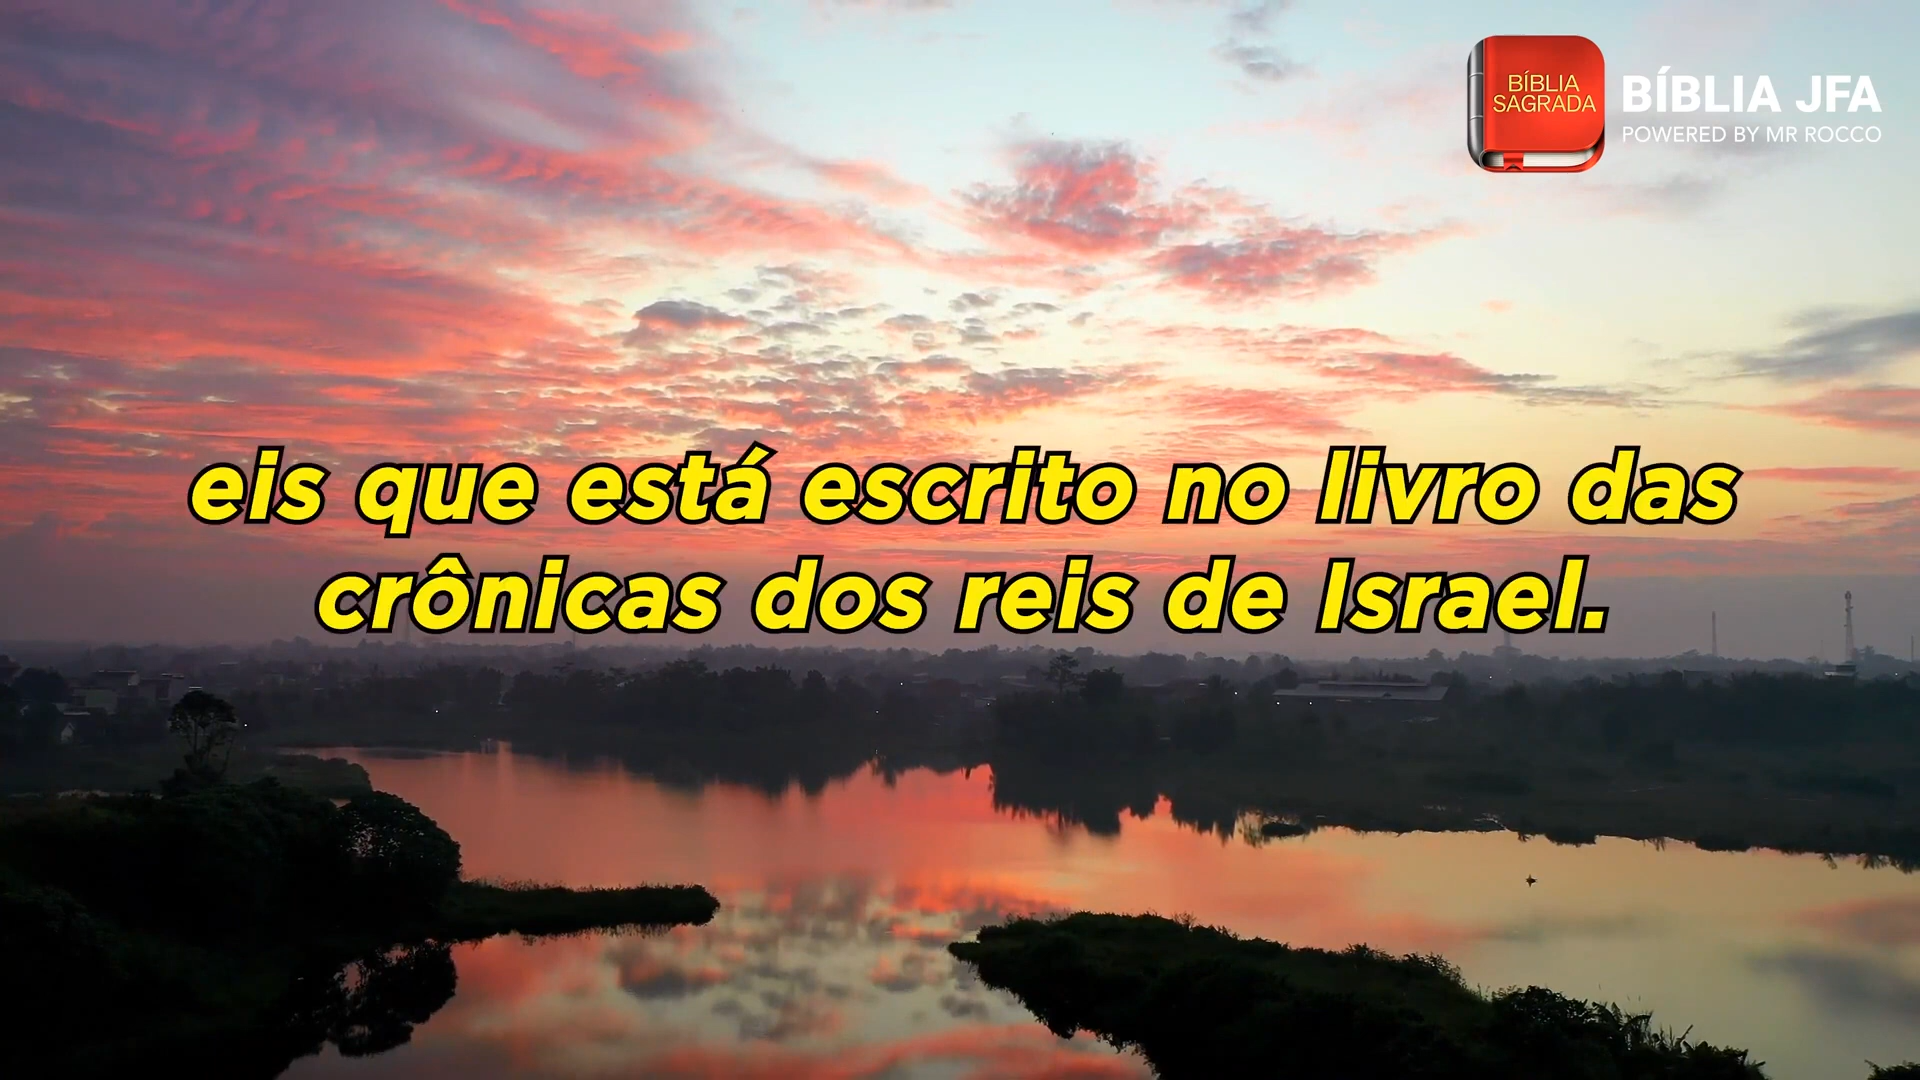 BÍBLIA
SAGRADA
BÍBLIA JFA
POWERED BY MR ROCCO
eis que está escrito no livro das
crônicas dos reis de Israel.